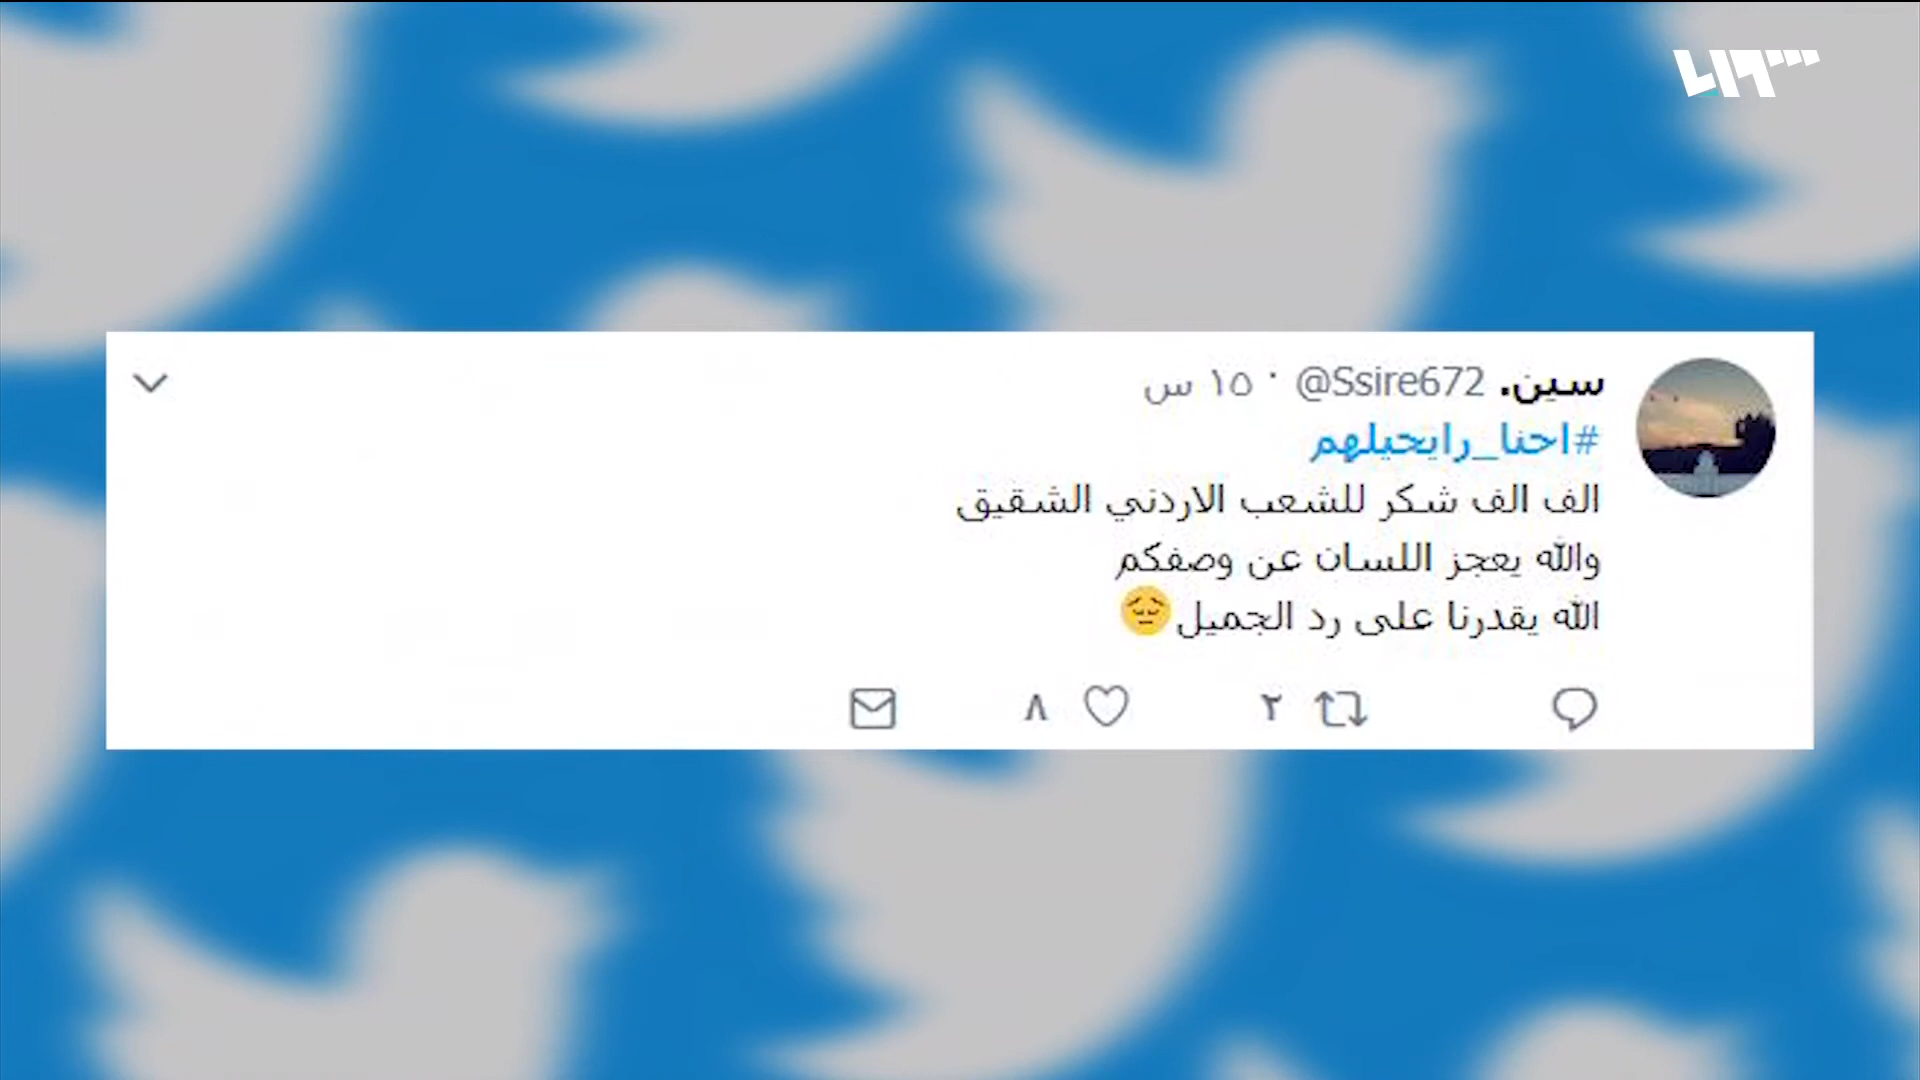 سين. @Ssire672 · ١٥ س
#احنا_رايحيلهم
الف الف شكر للشعب الاردني الشقيق
والله يعجز اللسان عن وصفكم
الله يقدرنا على رد الجميل😔
٢ ٨